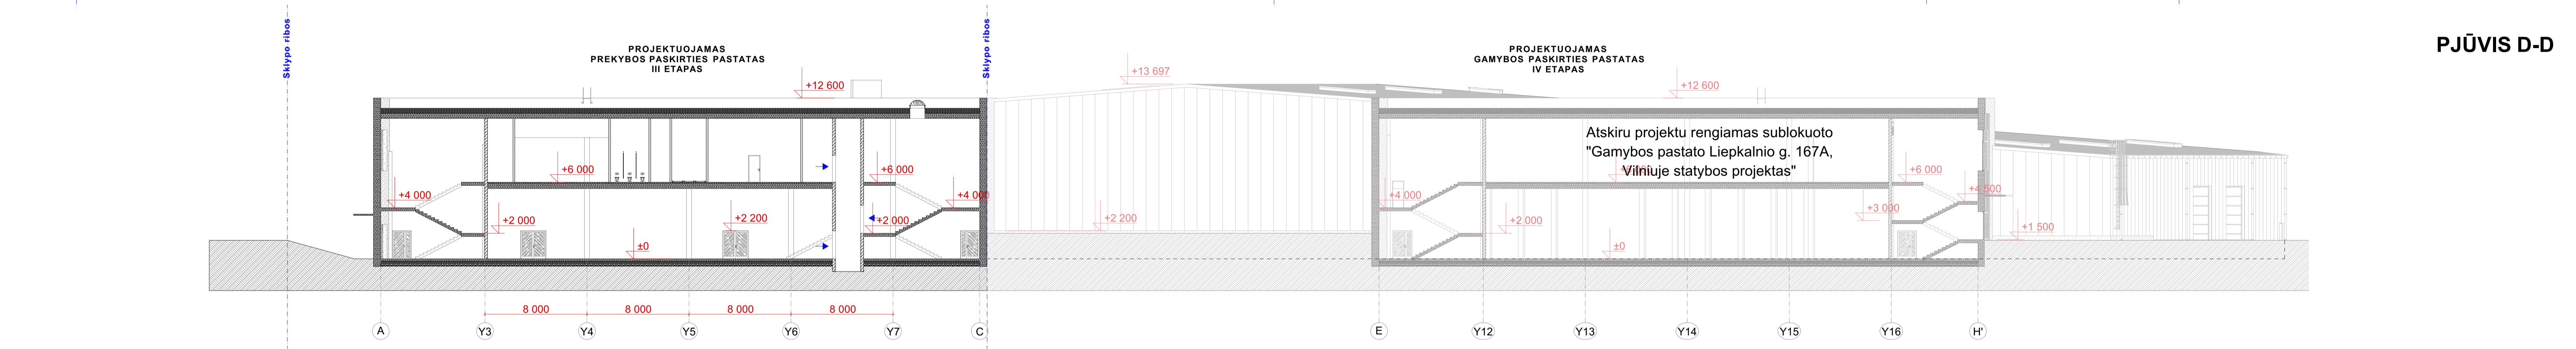 PJŪVIS D-D
Sklypo ribos
Sklypo ribos
PROJEKTUOJAMAS
PREKYBOS PASKIRTIES PASTATAS
III ETAPAS
PROJEKTUOJAMAS
GAMYBOS PASKIRTIES PASTATAS
IV ETAPAS
+12 600
+13 697
+12 600
Atskiru projektu rengiamas sublokuoto
"Gamybos pastato Liepkalnio g. 167A,
Vilniuje statybos projektas"
+6 000
+6 000
+6 000
+4 000
+4 000
+4 000
+4 500
+2 000
+2 200
+2 000
+2 200
+2 000
+3 000
+1 500
±0
±0
8 000 8 000 8 000 8 000
A Y3 Y4 Y5 Y6 Y7 C E Y12 Y13 Y14 Y15 Y16 H'